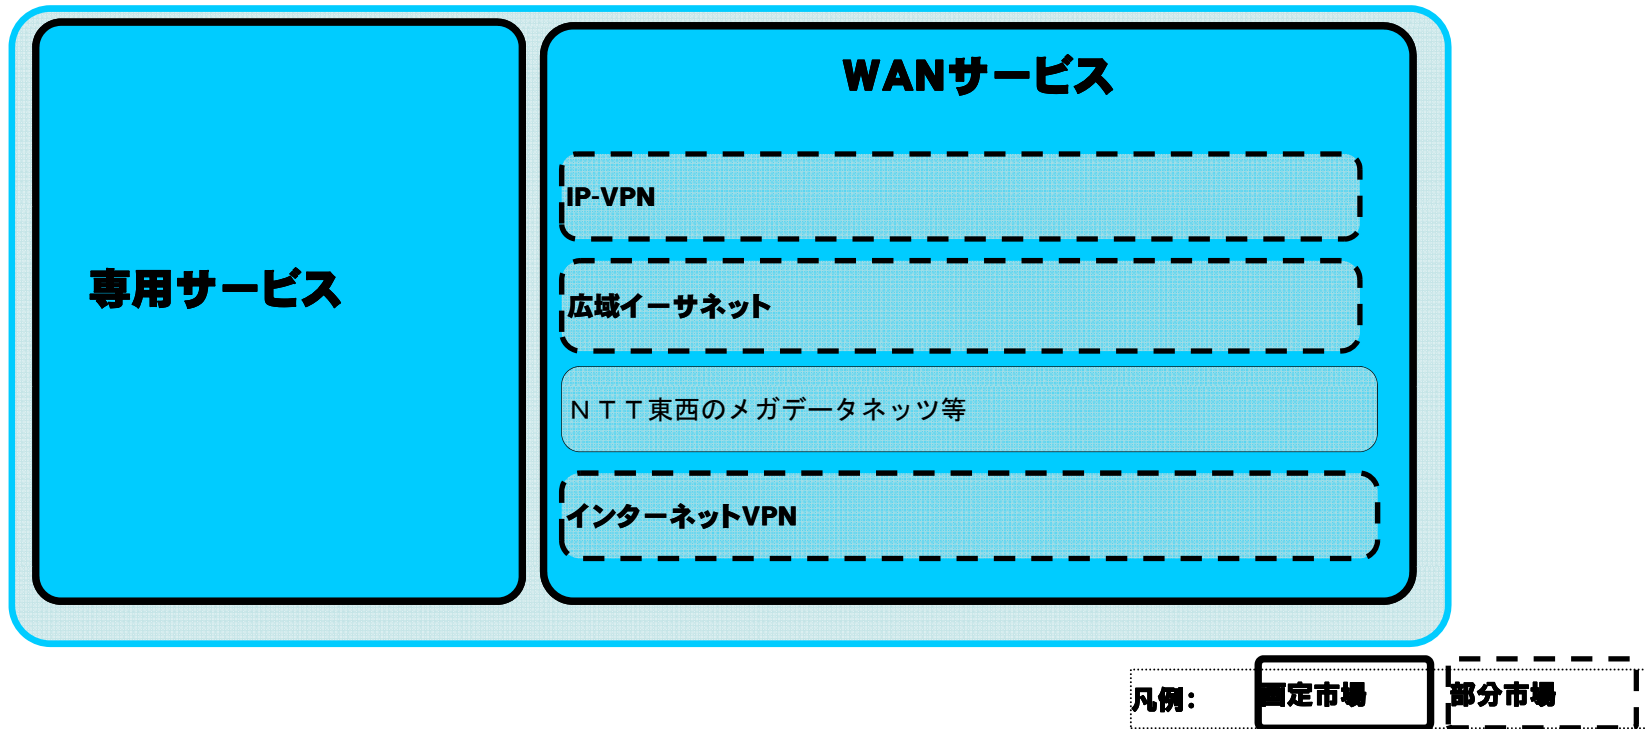 専用サービス
WANサービス
IP-VPN
広域イーサネット
ＮＴＴ東西のメガデータネッツ等
インターネットVPN
凡例：
画定市場
部分市場